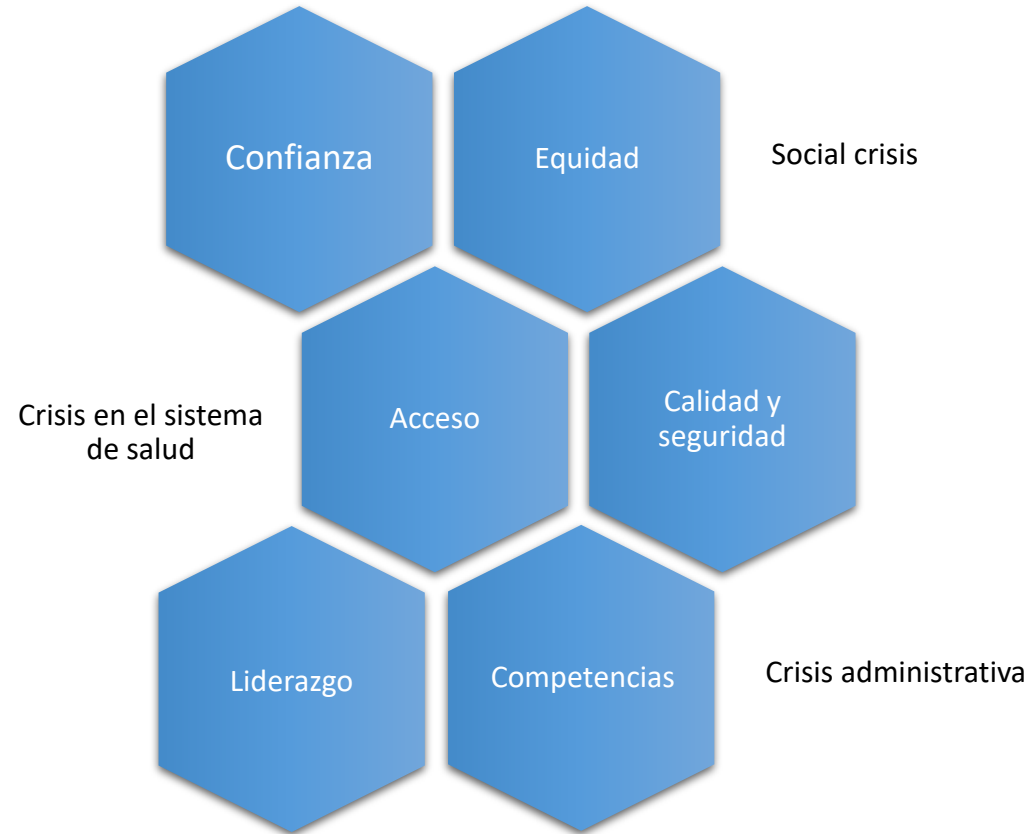 Confianza
Equidad
Social crisis
Crisis en el sistema
de salud
Acceso
Calidad y
seguridad
Liderazgo
Competencias
Crisis administrativa